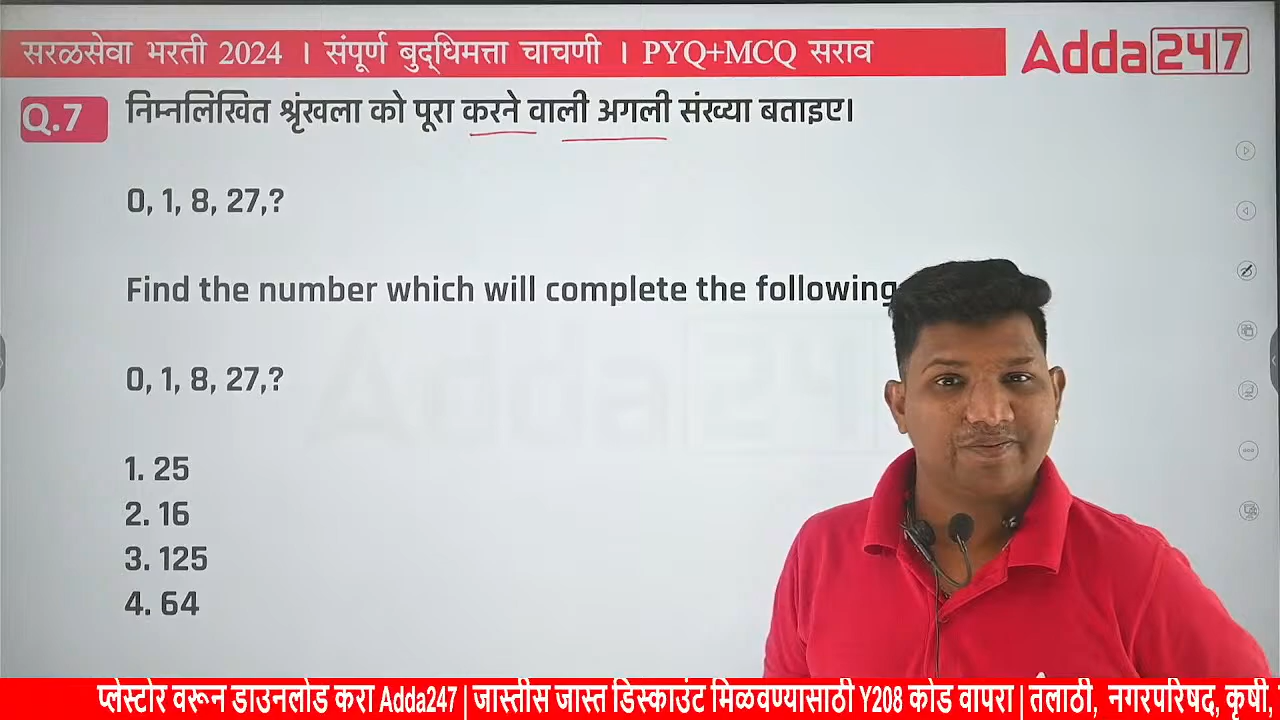 सरळसेवा भरती 2024 । संपूर्ण बुद्धिमत्ता चाचणी । PYQ+MCQ सराव
Adda247
Q.7 निम्नलिखित श्रृंखला को पूरा करने वाली अगली संख्या बताइए।
0, 1, 8, 27,?
Find the number which will complete the following
0, 1, 8, 27,?
1. 25
2. 16
3. 125
4. 64
Adda247
प्लेस्टोर वरून डाउनलोड करा Adda247 | जास्तीस जास्त डिस्काउंट मिळवण्यासाठी Y208 कोड वापरा | तलाठी, नगरपरिषद, कृषी,